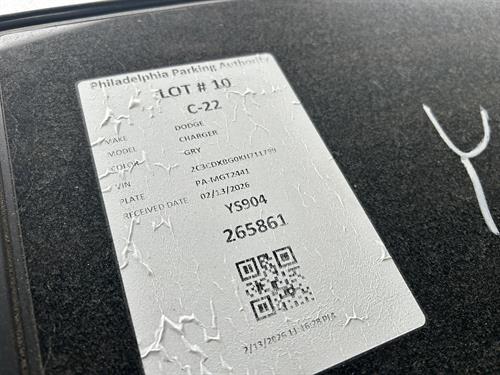 Philadelphia Parking Authority
LOT # 10
C-22
MAKE DODGE
MODEL CHARGER
COLOR GRY
VIN 2C3CDXBG0KH711799
PLATE PA-MGT2441
RECEIVED DATE 02/13/2026
YS904
265861
2/13/2026 11:16:28 PM
Y